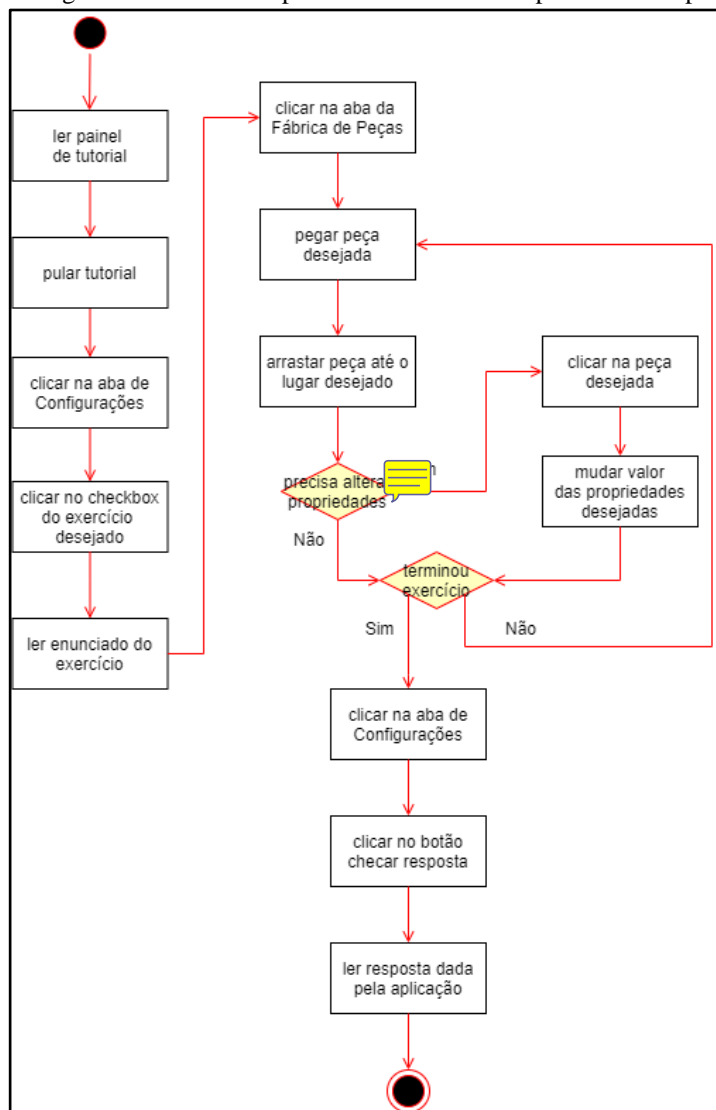 ler painel
de tutorial
pular tutorial
clicar na aba de
Configurações
clicar no checkbox
do exercício
desejado
ler enunciado do
exercício
clicar na aba da
Fábrica de Peças
pegar peça
desejada
arrastar peça até o
lugar desejado
precisa
propriedades
Não
clicar na peça
desejada
mudar valor
das propriedades
desejadas
terminou
exercício
Sim
Não
clicar na aba de
Configurações
clicar no botão
checar resposta
ler resposta dada
pela aplicação